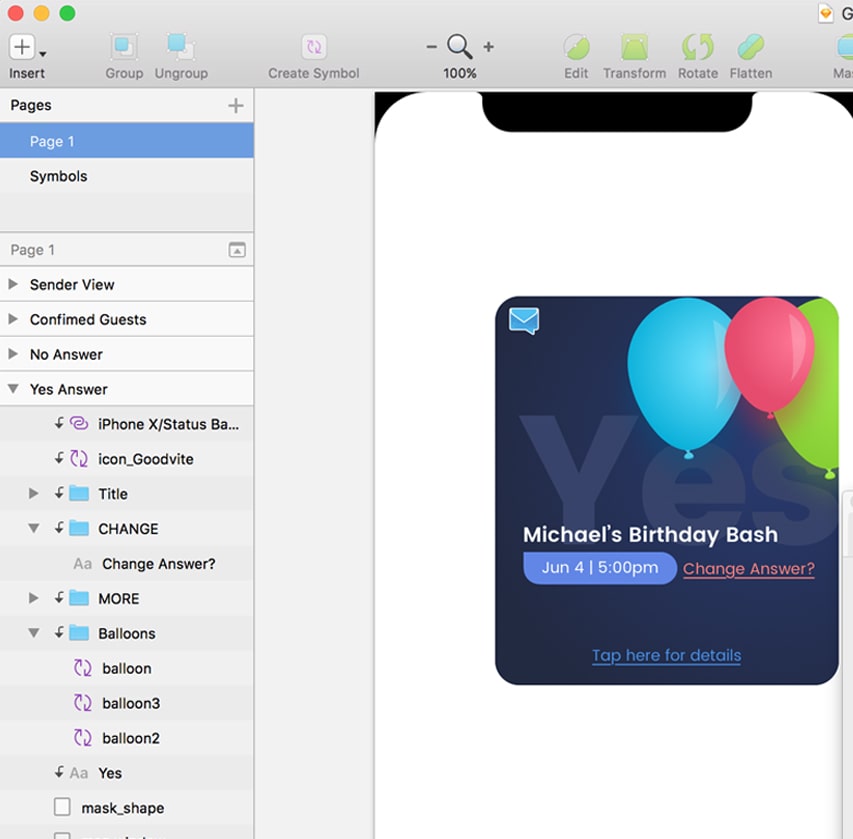 G
Insert
Group
Ungroup
Create Symbol
100%
Edit
Transform
Rotate
Flatten
Mas
Pages
Page 1
Symbols
Page 1
Sender View
Confimed Guests
No Answer
Yes Answer
iPhone X/Status Ba...
icon_Goodvite
Title
CHANGE
Aa Change Answer?
MORE
Balloons
balloon
balloon3
balloon2
Aa Yes
mask_shape
Yes
Michael's Birthday Bash
Jun 4 | 5:00pm
Change Answer?
Tap here for details